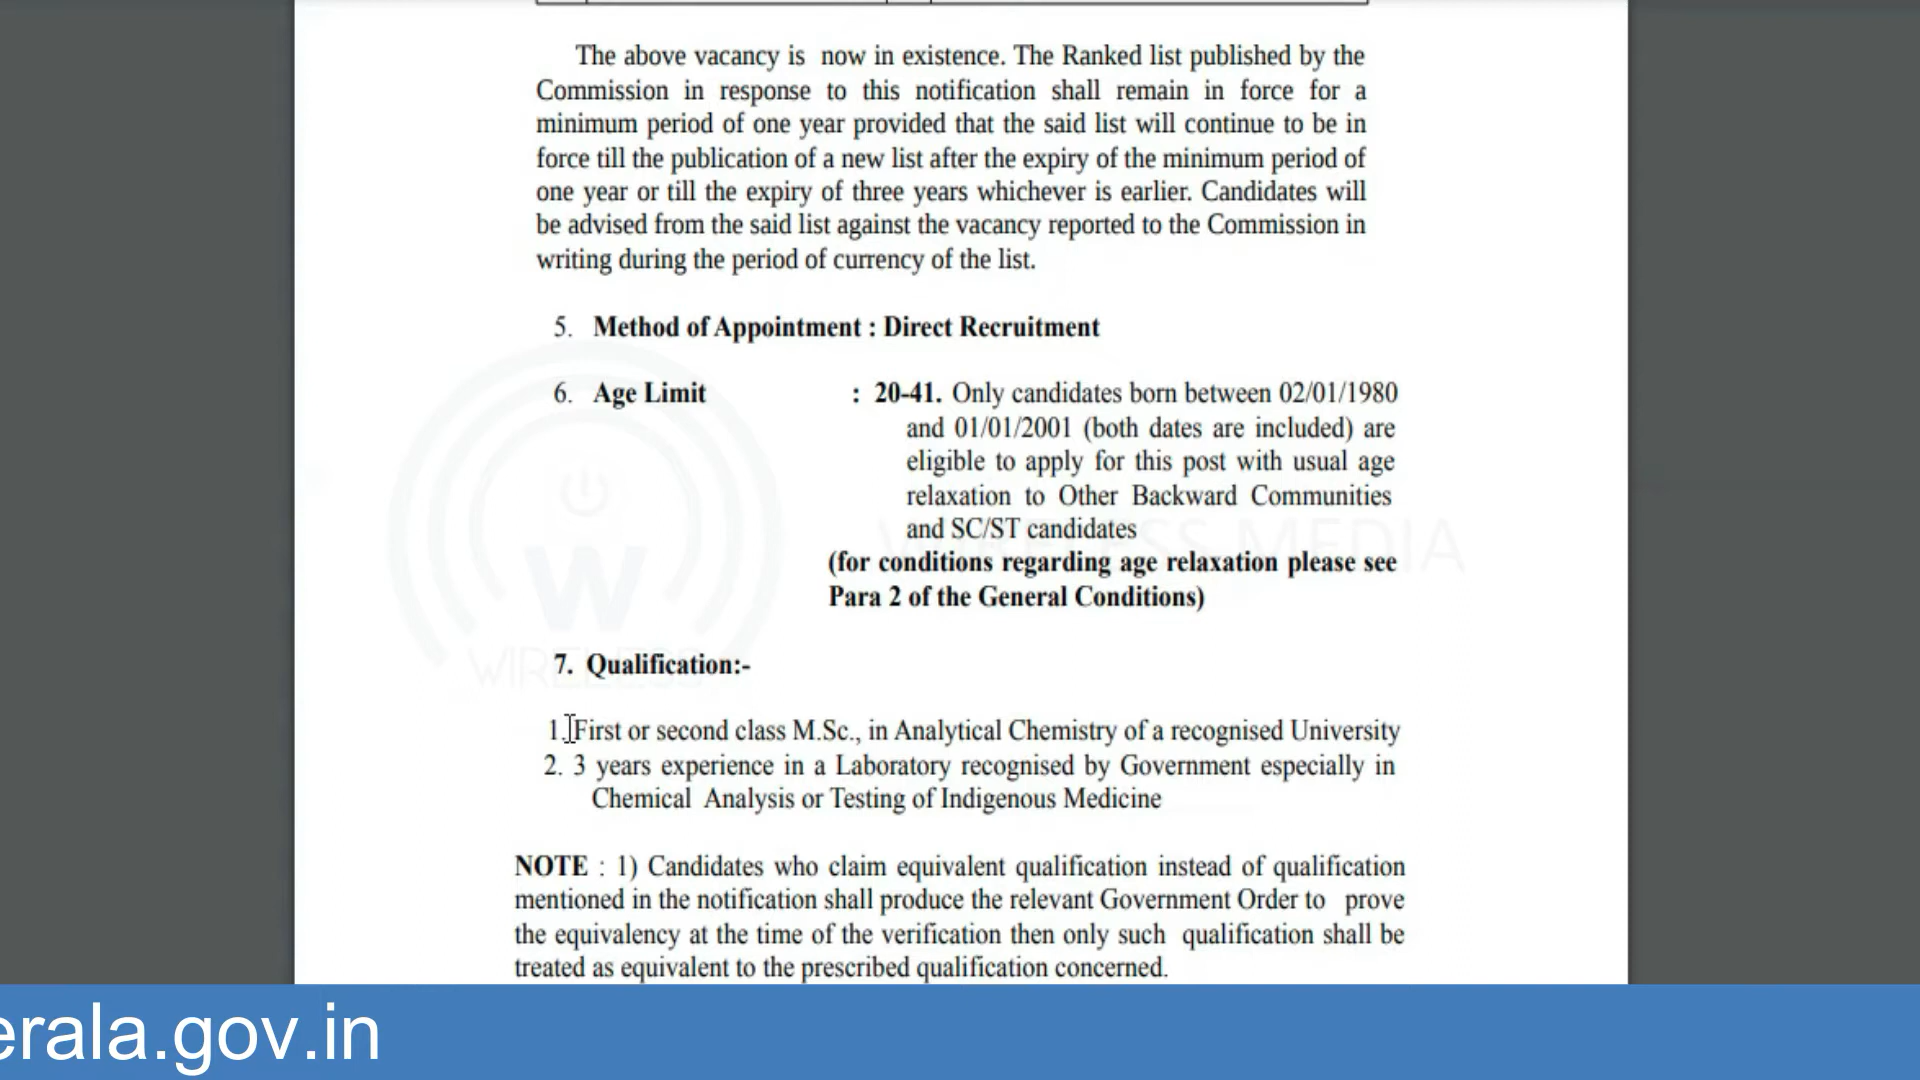 The above vacancy is now in existence. The Ranked list published by the
Commission in response to this notification shall remain in force for a
minimum period of one year provided that the said list will continue to be in
force till the publication of a new list after the expiry of the minimum period of
one year or till the expiry of three years whichever is earlier. Candidates will
be advised from the said list against the vacancy reported to the Commission in
writing during the period of currency of the list.
5. Method of Appointment : Direct Recruitment
6. Age Limit : 20-41. Only candidates born between 02/01/1980
and 01/01/2001 (both dates are included) are
eligible to apply for this post with usual age
relaxation to Other Backward Communities
and SC/ST candidates
WIRELESS MEDIA
(for conditions regarding age relaxation please see
Para 2 of the General Conditions)
W
WIRELESS
7. Qualification:-
1. First or second class M.Sc., in Analytical Chemistry of a recognised University
2. 3 years experience in a Laboratory recognised by Government especially in
Chemical Analysis or Testing of Indigenous Medicine
NOTE : 1) Candidates who claim equivalent qualification instead of qualification
mentioned in the notification shall produce the relevant Government Order to prove
the equivalency at the time of the verification then only such qualification shall be
treated as equivalent to the prescribed qualification concerned.
erala.gov.in